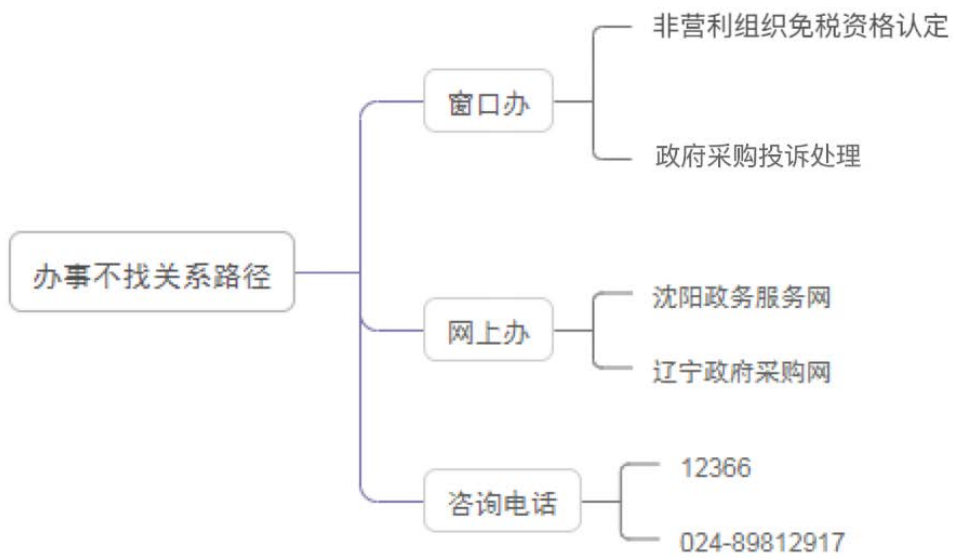 办事不找关系路径
窗口办
非营利组织免税资格认定
政府采购投诉处理
网上办
沈阳政务服务网
辽宁政府采购网
咨询电话
12366
024-89812917